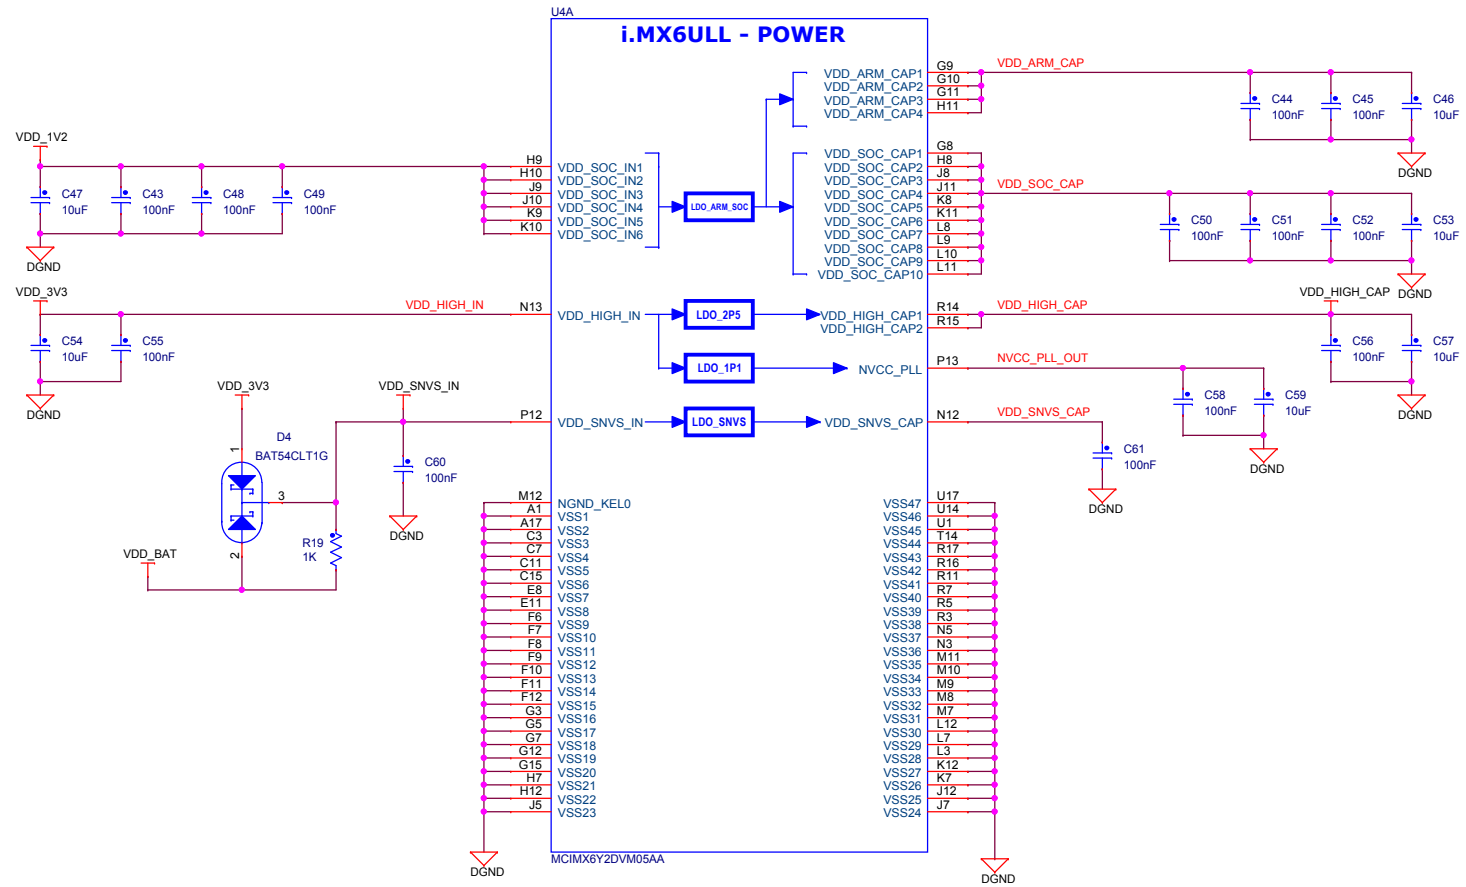 U4A
i.MX6ULL - POWER
VDD_1V2
C47
10uF
C43
100nF
C48
100nF
C49
100nF
DGND
H9
H10
J9
J10
K9
K10
VDD_SOC_IN1
VDD_SOC_IN2
VDD_SOC_IN3
VDD_SOC_IN4
VDD_SOC_IN5
VDD_SOC_IN6
LDO_ARM_SOC
VDD_ARM_CAP1
VDD_ARM_CAP2
VDD_ARM_CAP3
VDD_ARM_CAP4
G9
G10
G11
H11
VDD_ARM_CAP
C44
100nF
C45
100nF
C46
10uF
DGND
VDD_SOC_CAP1
VDD_SOC_CAP2
VDD_SOC_CAP3
VDD_SOC_CAP4
VDD_SOC_CAP5
VDD_SOC_CAP6
VDD_SOC_CAP7
VDD_SOC_CAP8
VDD_SOC_CAP9
VDD_SOC_CAP10
G8
H8
J8
J11
K8
K11
L8
L9
L10
L11
VDD_SOC_CAP
C50
100nF
C51
100nF
C52
100nF
C53
10uF
DGND
VDD_3V3
VDD_HIGH_IN
N13
VDD_HIGH_IN
C54
10uF
C55
100nF
DGND
LDO_2P5
VDD_HIGH_CAP1
VDD_HIGH_CAP2
R14
R15
VDD_HIGH_CAP
VDD_HIGH_CAP
C56
100nF
C57
10uF
DGND
LDO_1P1
NVCC_PLL
P13
NVCC_PLL_OUT
C58
100nF
C59
10uF
DGND
VDD_3V3
VDD_SNVS_IN
P12
VDD_SNVS_IN
LDO_SNVS
VDD_SNVS_CAP
N12
VDD_SNVS_CAP
C61
100nF
DGND
D4
BAT54CLT1G
1
3
2
C60
100nF
DGND
R19
1K
VDD_BAT
M12
A1
A17
C3
C7
C11
C15
E8
E11
F6
F7
F8
F9
F10
F11
F12
G3
G5
G7
G12
G15
H7
H12
J5
NGND_KEL0
VSS1
VSS2
VSS3
VSS4
VSS5
VSS6
VSS7
VSS8
VSS9
VSS10
VSS11
VSS12
VSS13
VSS14
VSS15
VSS16
VSS17
VSS18
VSS19
VSS20
VSS21
VSS22
VSS23
VSS47
VSS46
VSS45
VSS44
VSS43
VSS42
VSS41
VSS40
VSS39
VSS38
VSS37
VSS36
VSS35
VSS34
VSS33
VSS32
VSS31
VSS30
VSS29
VSS28
VSS27
VSS26
VSS25
VSS24
U17
U14
U1
T14
R17
R16
R11
R7
R5
R3
N5
N3
M11
M10
M9
M8
M7
L12
L7
L3
K12
K7
J12
J7
DGND
MCIMX6Y2DVM05AA
DGND